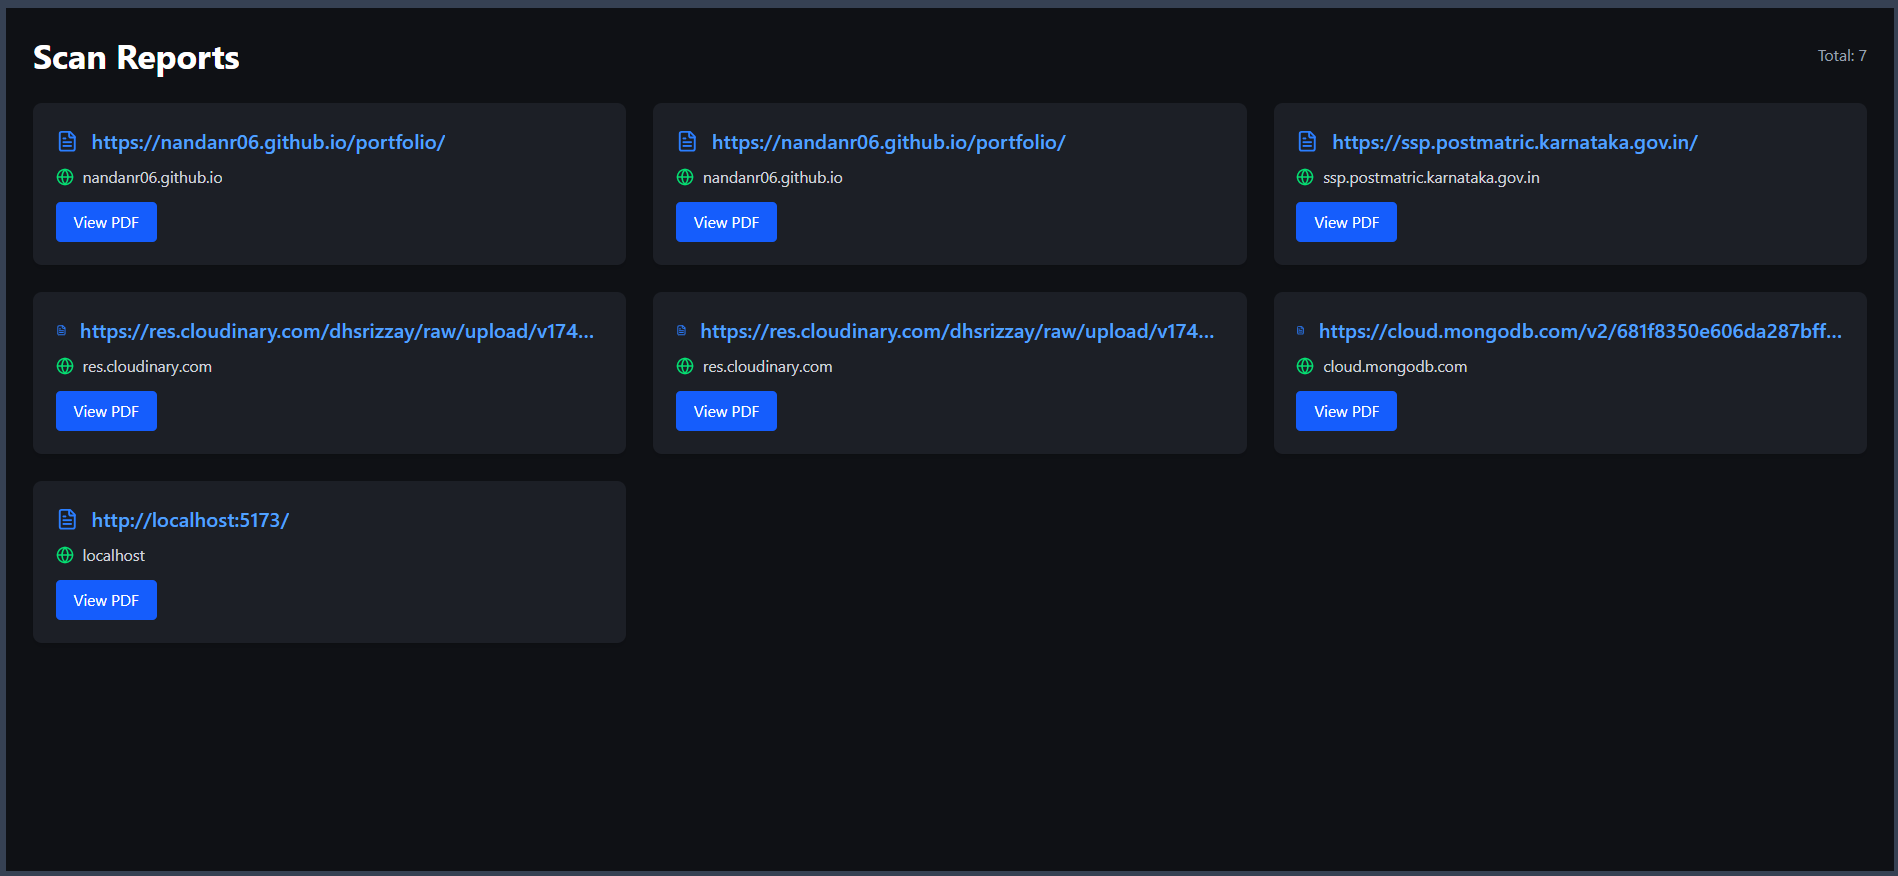 Scan Reports
Total: 7
https://nandanr06.github.io/portfolio/
nandanr06.github.io
View PDF
https://nandanr06.github.io/portfolio/
nandanr06.github.io
View PDF
https://ssp.postmatric.karnataka.gov.in/
ssp.postmatric.karnataka.gov.in
View PDF
https://res.cloudinary.com/dhsrizzay/raw/upload/v174...
res.cloudinary.com
View PDF
https://res.cloudinary.com/dhsrizzay/raw/upload/v174...
res.cloudinary.com
View PDF
https://cloud.mongodb.com/v2/681f8350e606da287bff...
cloud.mongodb.com
View PDF
http://localhost:5173/
localhost
View PDF